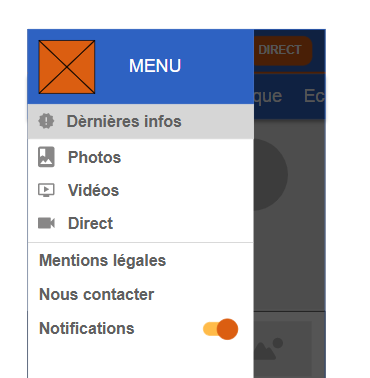 DIRECT
MENU
que
Ec
Dèrnières infos
Photos
Vidéos
Direct
Mentions légales
Nous contacter
Notifications